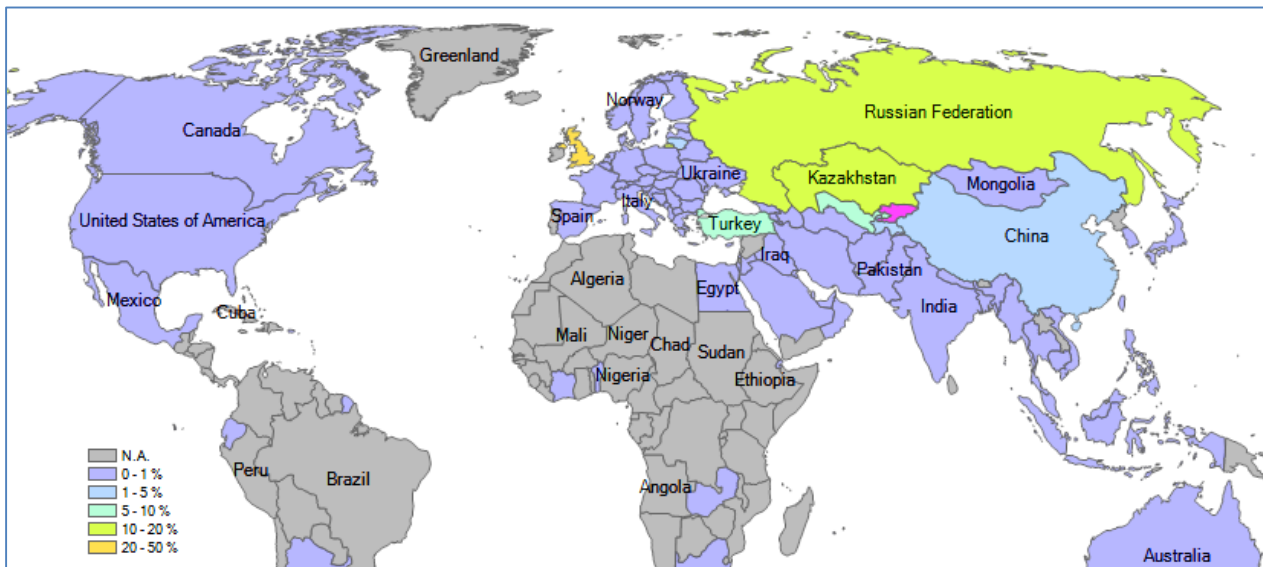 Greenland
Norway
Russian Federation
Canada
Ukraine
Kazakhstan
Mongolia
United States of America
Italy
Spain
Turkey
China
Iraq
Pakistan
Algeria
Egypt
Mexico
India
Cuba
Mali
Niger
Chad
Sudan
Nigeria
Ethiopia
N.A.
0 - 1 %
1 - 5 %
5 - 10 %
10 - 20 %
20 - 50 %
Peru
Brazil
Angola
Australia